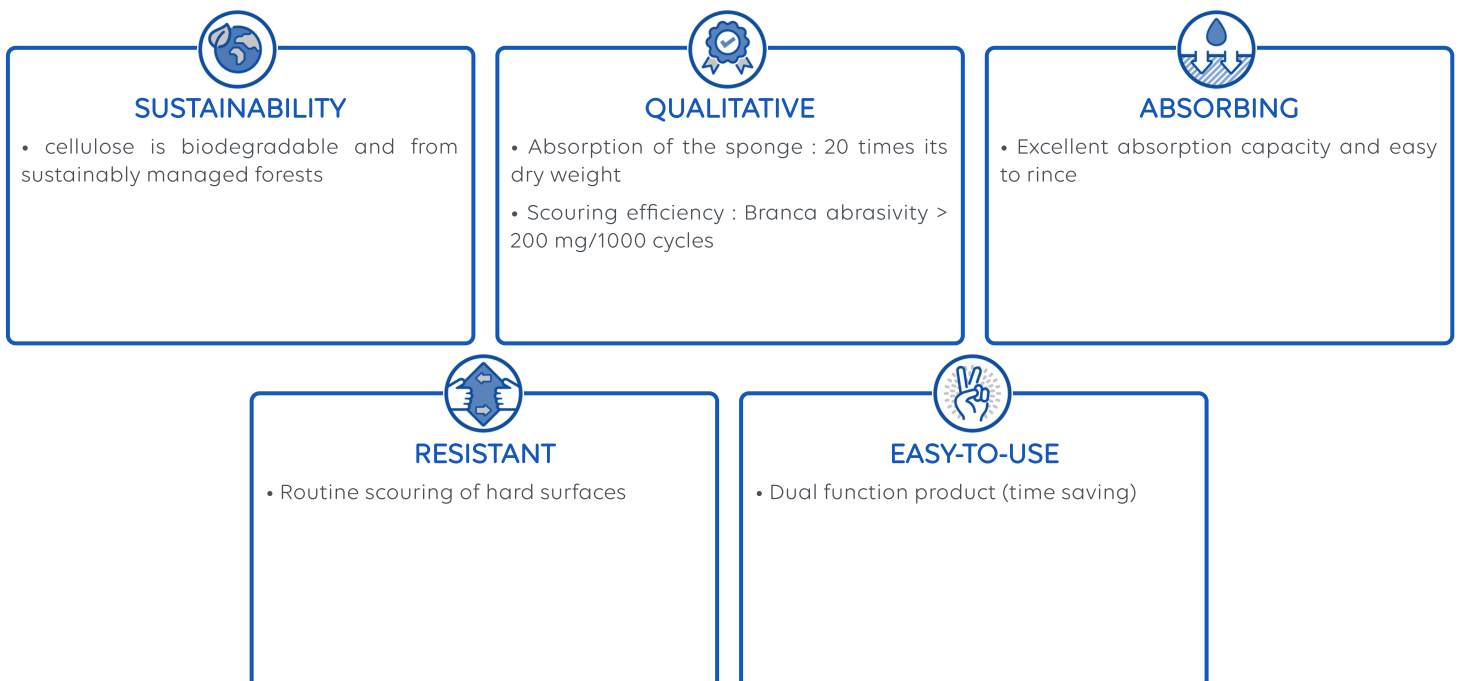 SUSTAINABILITY
• cellulose is biodegradable and from
sustainably managed forests
QUALITATIVE
• Absorption of the sponge : 20 times its
dry weight
• Scouring efficiency : Branca abrasivity >
200 mg/1000 cycles
ABSORBING
• Excellent absorption capacity and easy
to rince
RESISTANT
• Routine scouring of hard surfaces
EASY-TO-USE
• Dual function product (time saving)